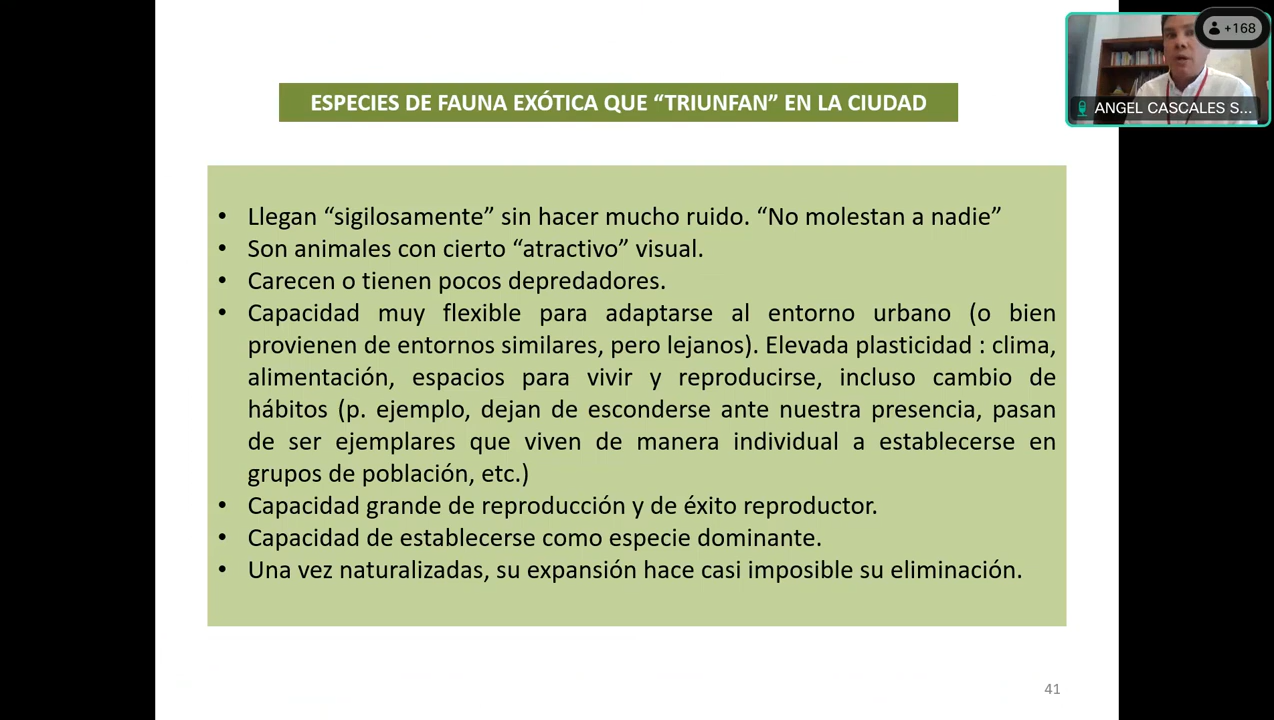 +168
ANGEL CASCALES S...
ESPECIES DE FAUNA EXÓTICA QUE “TRIUNFAN” EN LA CIUDAD
• Llegan “sigilosamente” sin hacer mucho ruido. “No molestan a nadie”
• Son animales con cierto “atractivo” visual.
• Carecen o tienen pocos depredadores.
• Capacidad muy flexible para adaptarse al entorno urbano (o bien
provienen de entornos similares, pero lejanos). Elevada plasticidad : clima,
alimentación, espacios para vivir y reproducirse, incluso cambio de
hábitos (p. ejemplo, dejan de esconderse ante nuestra presencia, pasan
de ser ejemplares que viven de manera individual a establecerse en
grupos de población, etc.)
• Capacidad grande de reproducción y de éxito reproductor.
• Capacidad de establecerse como especie dominante.
• Una vez naturalizadas, su expansión hace casi imposible su eliminación.
41